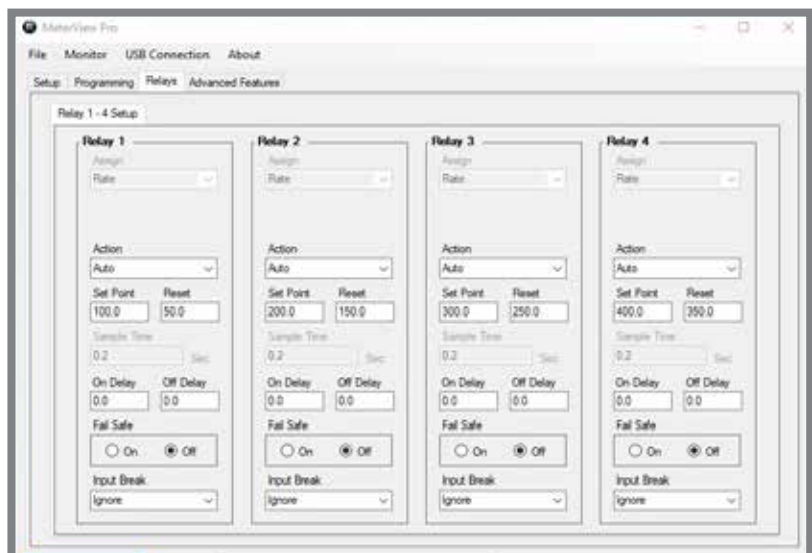 MeterView Pro
File Monitor USB Connection About
Setup Programming Relays Advanced Features
Relay 1 - 4 Setup
Relay 1
Assign
Rate
Action
Auto
Set Point Reset
100.0 50.0
Sample Time
0.2 Sec
On Delay Off Delay
0.0 0.0
Fail Safe
On Off
Input Break
Ignore
Relay 2
Assign
Rate
Action
Auto
Set Point Reset
200.0 150.0
Sample Time
0.2 Sec
On Delay Off Delay
0.0 0.0
Fail Safe
On Off
Input Break
Ignore
Relay 3
Assign
Rate
Action
Auto
Set Point Reset
300.0 250.0
Sample Time
0.2 Sec
On Delay Off Delay
0.0 0.0
Fail Safe
On Off
Input Break
Ignore
Relay 4
Assign
Rate
Action
Auto
Set Point Reset
400.0 350.0
Sample Time
0.2 Sec
On Delay Off Delay
0.0 0.0
Fail Safe
On Off
Input Break
Ignore